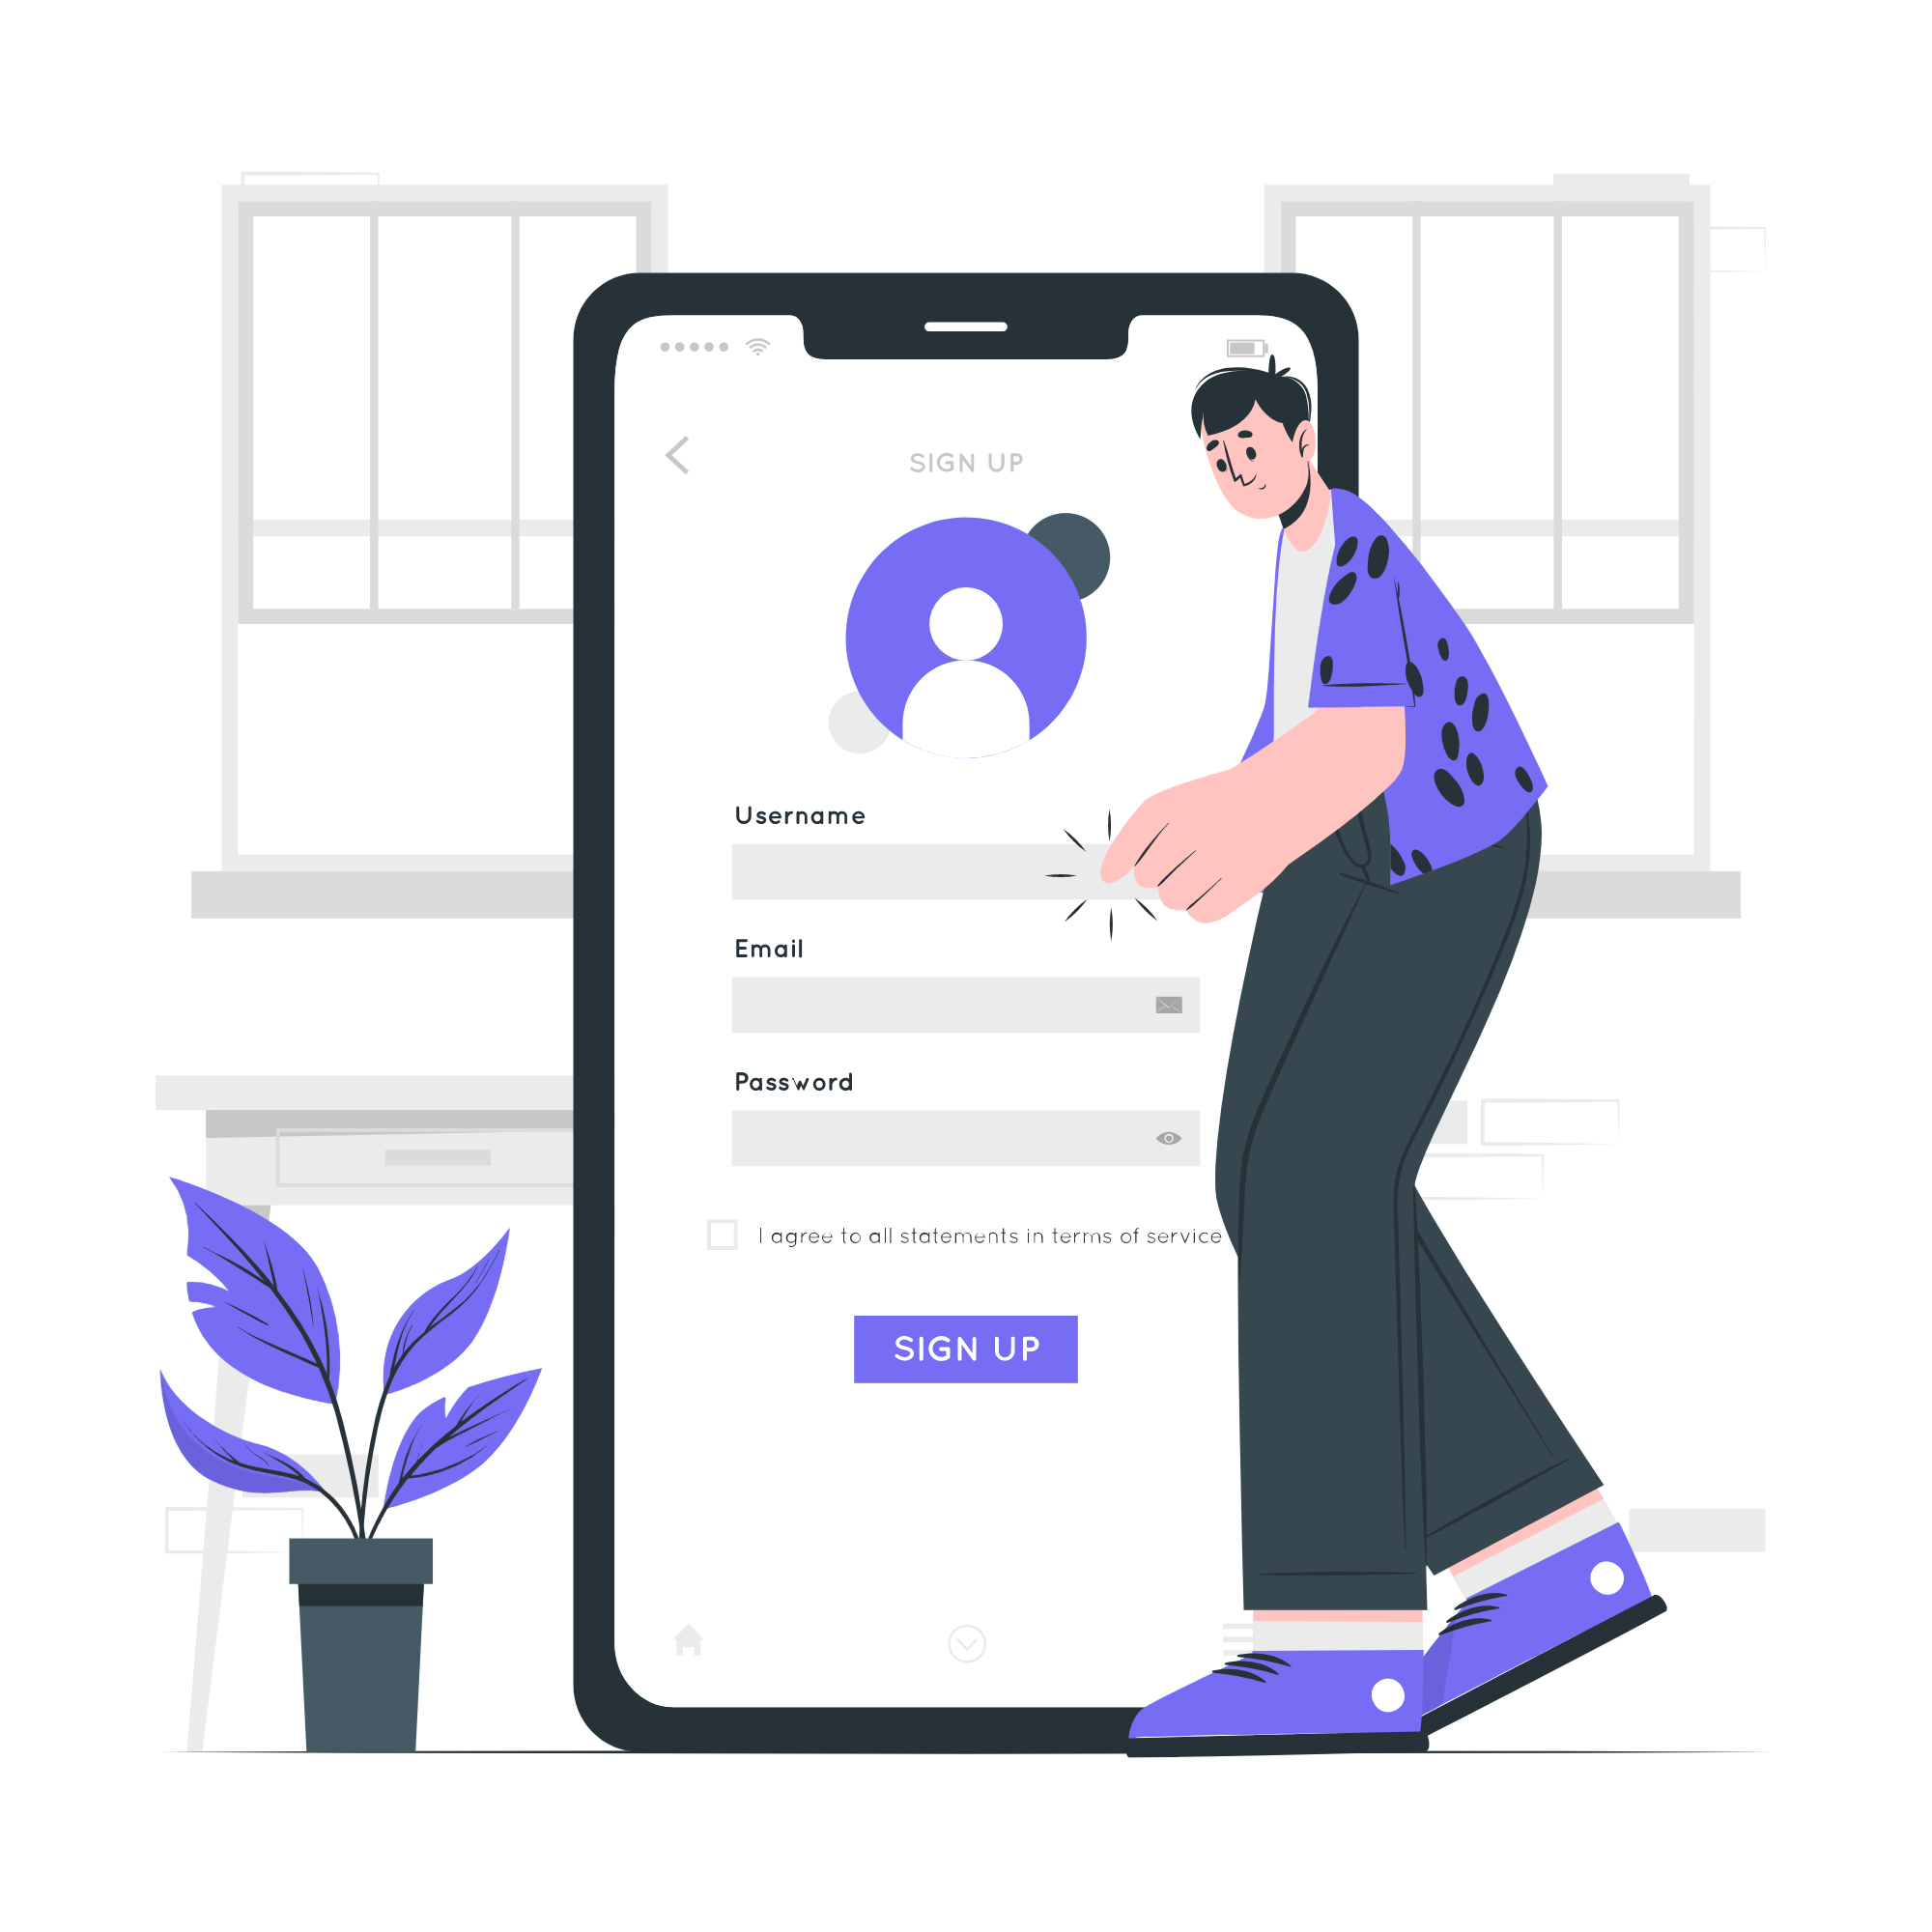 SIGN UP
Username
Email
Password
I agree to all statements in terms of service
SIGN UP